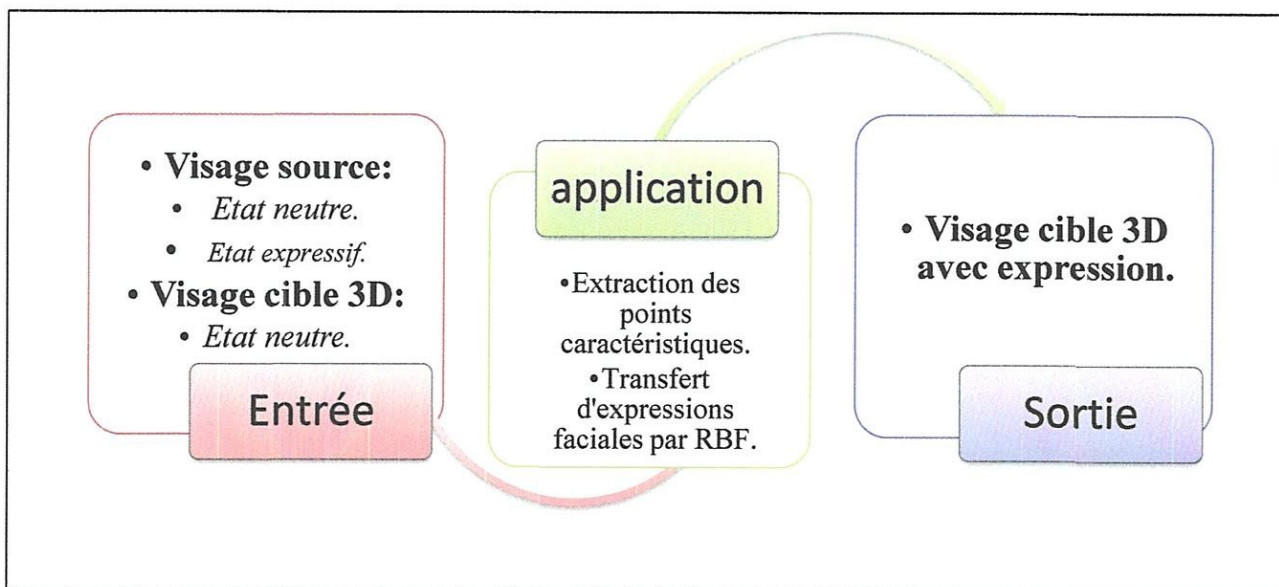 • Visage source:
• Etat neutre.
• Etat expressif.
• Visage cible 3D:
• Etat neutre.
Entrée
application
•Extraction des
points
caractéristiques.
•Transfert
d'expressions
faciales par RBF.
• Visage cible 3D
avec expression.
Sortie